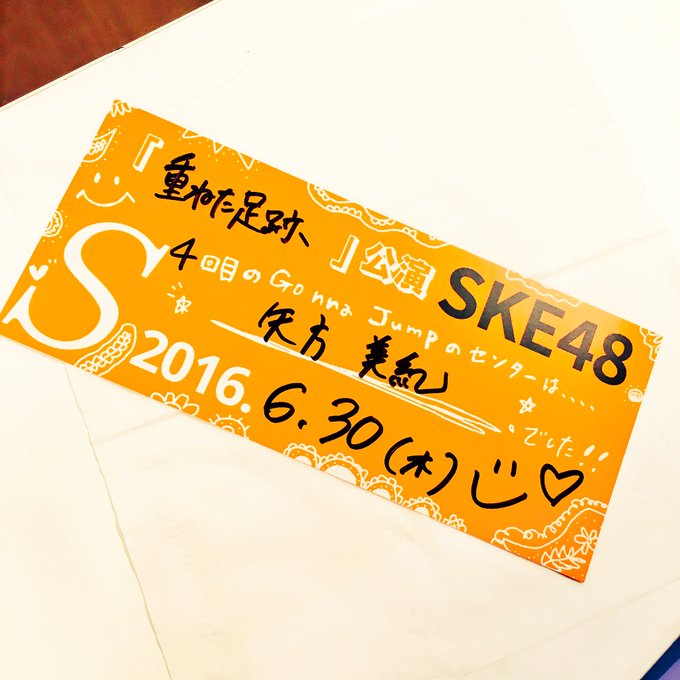 『重ねた足跡、』公演
SKE48
4回目のGonna Jumpのセンターは、、、、
S
矢方 美紀
でした!!
2016.6.30(木)